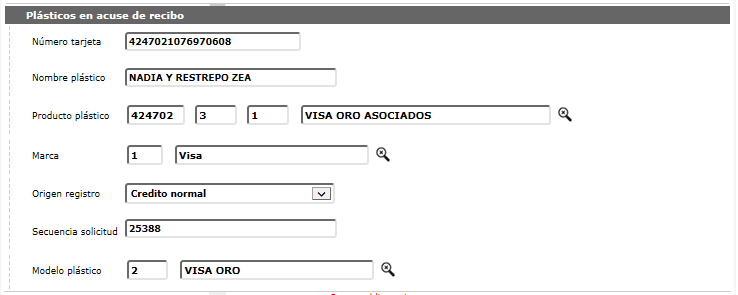 Plásticos en acuse de recibo
Número tarjeta 4247021076970608
Nombre plástico NADIA Y RESTREPO ZEA
Producto plástico 424702 3 1 VISA ORO ASOCIADOS
Marca 1 Visa
Origen registro Credito normal
Secuencia solicitud 25388
Modelo plástico 2 VISA ORO